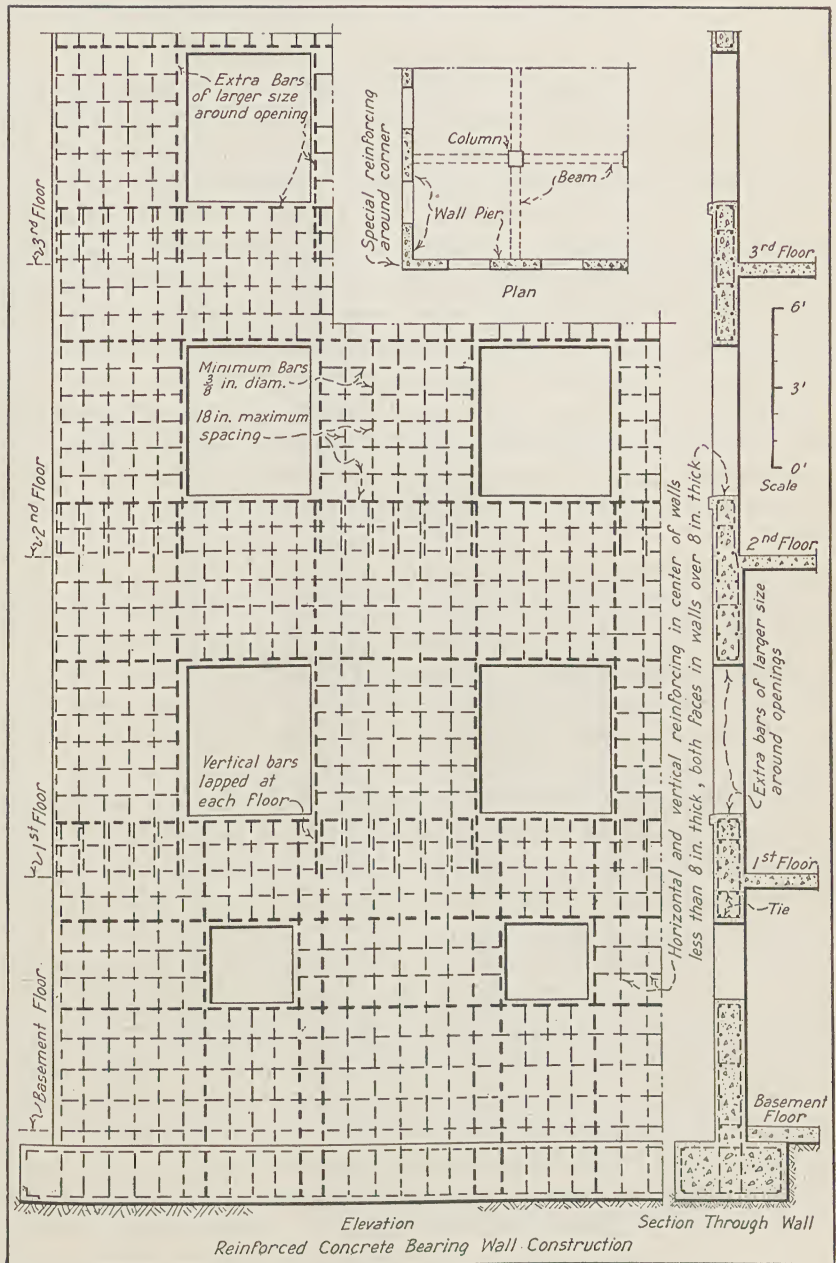 Extra Bars
of larger size
around opening
3rd Floor
Special reinforcing
around corner
Column
Beam
Wall Pier
Plan
3rd Floor
6'
3'
0'
Scale
Minimum Bars
3/8 in. diam.
18 in. maximum
spacing
2nd Floor
2nd Floor
Horizontal and vertical reinforcing in center of walls
less than 8 in. thick, both faces in walls over 8 in. thick
Extra bars of larger size
around openings
Vertical bars
lapped at
each Floor
1st Floor
1st Floor
Tie
Basement Floor
Basement
Floor
Elevation
Section Through Wall
Reinforced Concrete Bearing Wall Construction